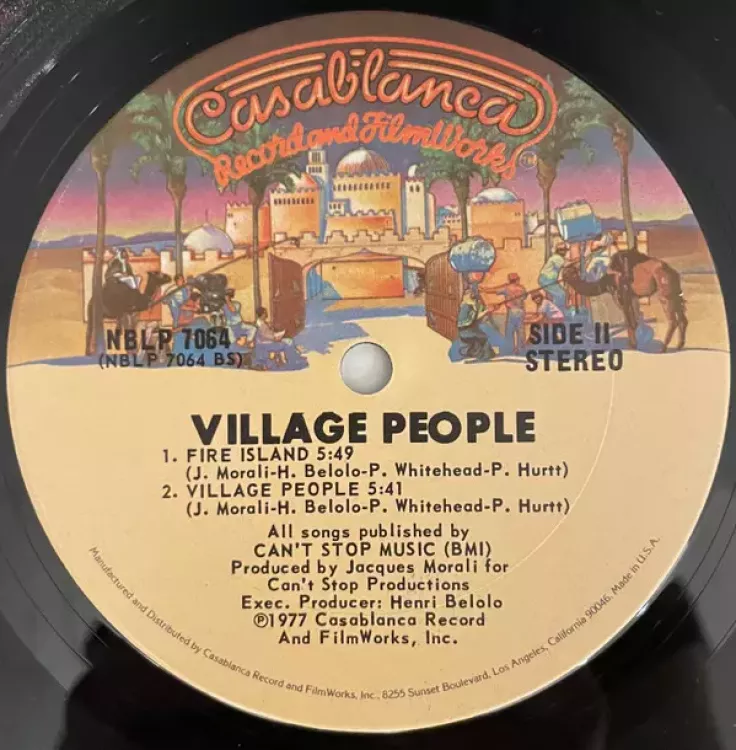 Casablanca
Record and FilmWorks
NBLP 7064
(NBLP 7064 BS)
SIDE II
STEREO
VILLAGE PEOPLE
1. FIRE ISLAND 5:49
(J. Morali-H. Belolo-P. Whitehead-P. Hurtt)
2. VILLAGE PEOPLE 5:41
(J. Morali-H. Belolo-P. Whitehead-P. Hurtt)
All songs published by
CAN'T STOP MUSIC (BMI)
Produced by Jacques Morali for
Can't Stop Productions
Exec. Producer: Henri Belolo
℗1977 Casablanca Record
And FilmWorks, Inc.
Manufactured and Distributed by Casablanca Record and FilmWorks, Inc., 8255 Sunset Boulevard, Los Angeles, California 90046. Made in U.S.A.